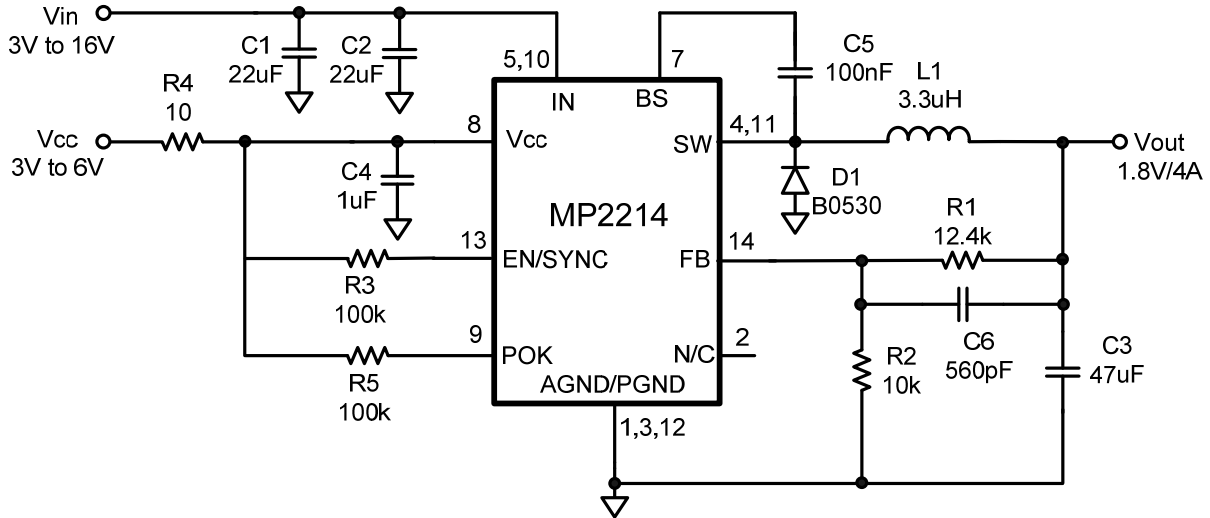 Vin
3V to 16V
C1
22uF
C2
22uF
5,10
7
C5
100nF
L1
3.3uH
R4
10
IN
BS
Vcc
3V to 6V
8
Vcc
SW
4,11
Vout
1.8V/4A
C4
1uF
D1
B0530
MP2214
R1
12.4k
13
EN/SYNC
FB
14
R3
100k
C6
560pF
9
POK
N/C
2
R2
10k
C3
47uF
R5
100k
AGND/PGND
1,3,12